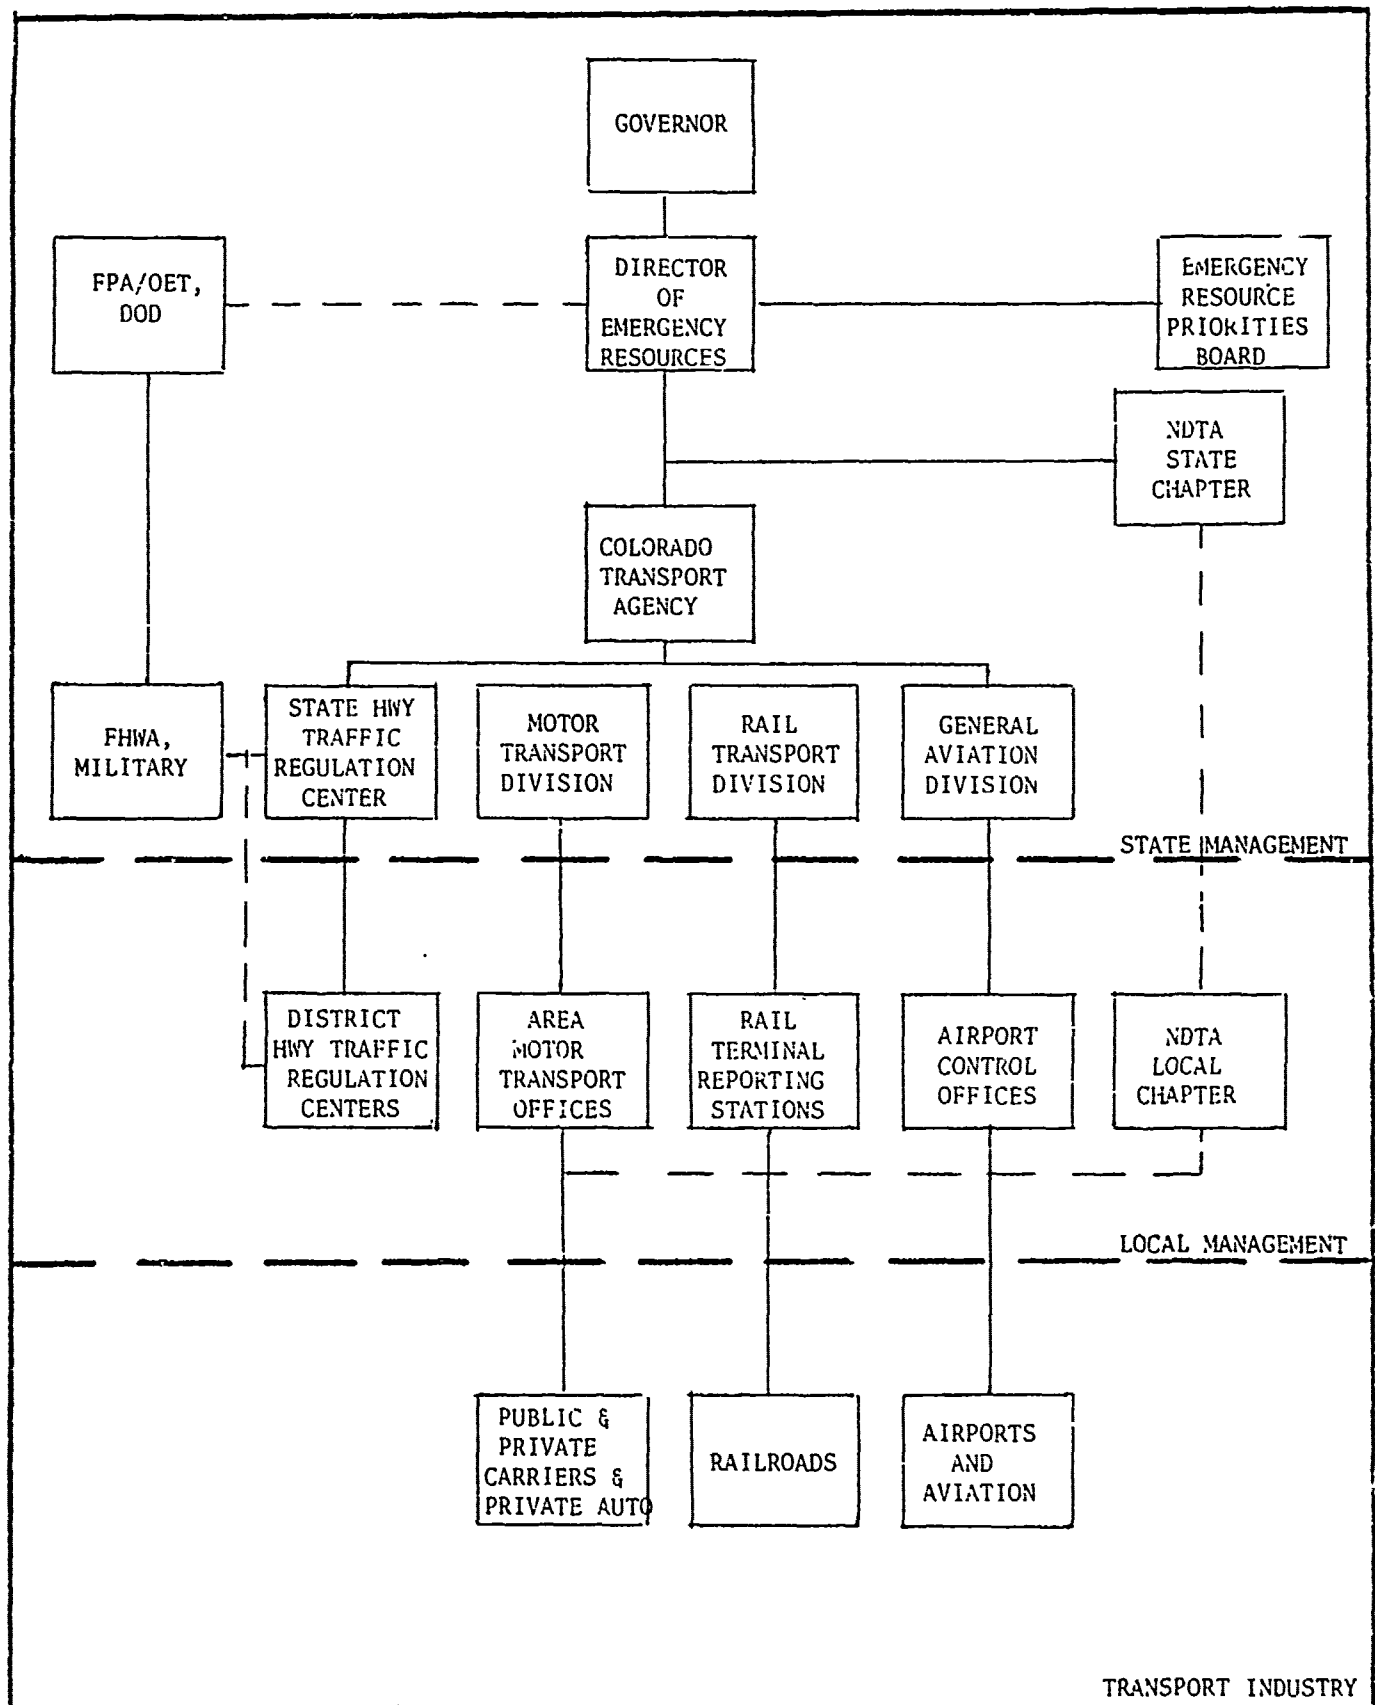 GOVERNOR
FPA/OET,
DOD
DIRECTOR
OF
EMERGENCY
RESOURCES
EMERGENCY
RESOURCE
PRIORITIES
BOARD
NDTA
STATE
CHAPTER
COLORADO
TRANSPORT
AGENCY
FHWA,
MILITARY
STATE HWY
TRAFFIC
REGULATION
CENTER
MOTOR
TRANSPORT
DIVISION
RAIL
TRANSPORT
DIVISION
GENERAL
AVIATION
DIVISION
STATE MANAGEMENT
DISTRICT
HWY TRAFFIC
REGULATION
CENTERS
AREA
MOTOR
TRANSPORT
OFFICES
RAIL
TERMINAL
REPORTING
STATIONS
AIRPORT
CONTROL
OFFICES
NDTA
LOCAL
CHAPTER
LOCAL MANAGEMENT
PUBLIC &
PRIVATE
CARRIERS &
PRIVATE AUTO
RAILROADS
AIRPORTS
AND
AVIATION
TRANSPORT INDUSTRY